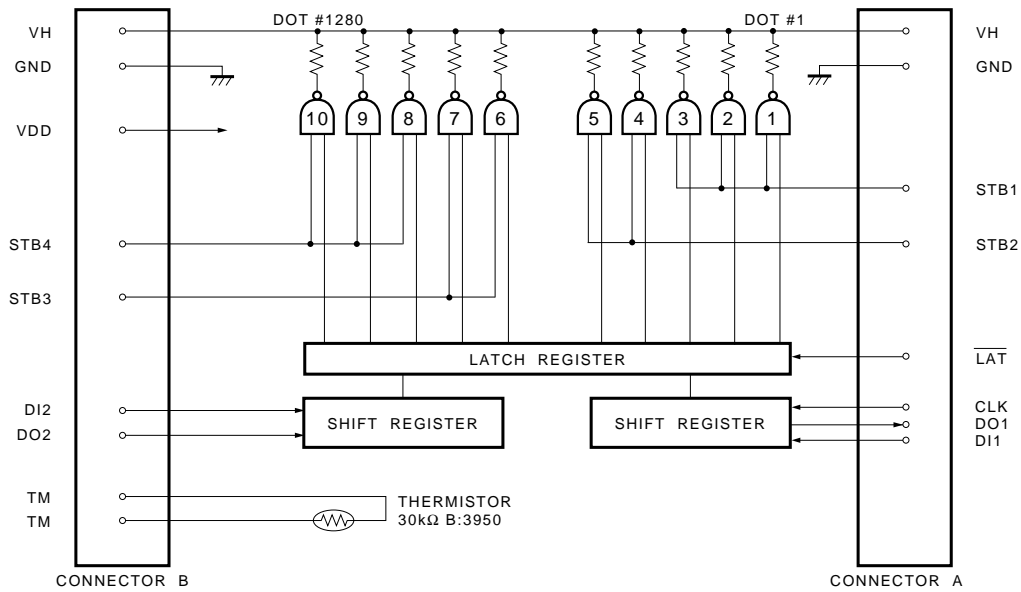 DOT #1280 DOT #1
VH VH
GND GND
10 9 8 7 6 5 4 3 2 1
VDD
STB1
STB4 STB2
STB3
LATCH REGISTER LAT
DI2 CLK
SHIFT REGISTER SHIFT REGISTER DO1
DO2 DI1
TM THERMISTOR
TM 30kΩ B:3950
CONNECTOR B CONNECTOR A